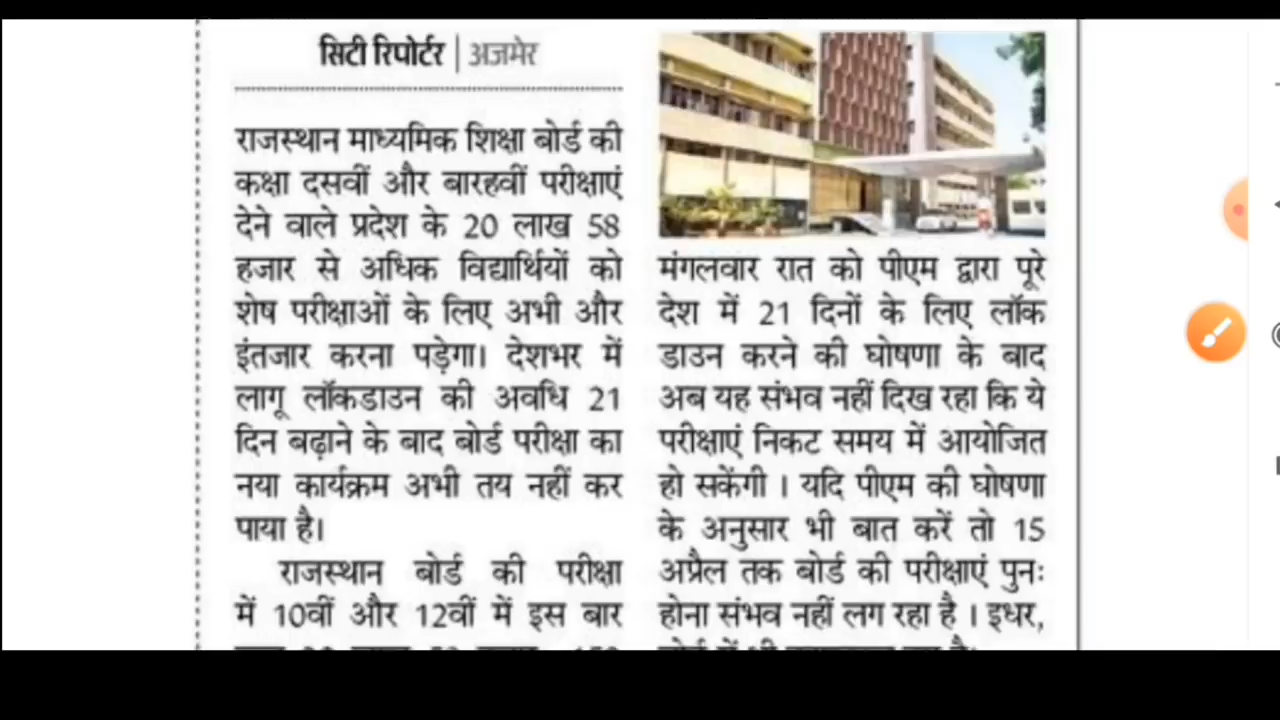 सिटी रिपोर्टर | अजमेर
राजस्थान माध्यमिक शिक्षा बोर्ड की
कक्षा दसवीं और बारहवीं परीक्षाएं
देने वाले प्रदेश के 20 लाख 58
हजार से अधिक विद्यार्थियों को
शेष परीक्षाओं के लिए अभी और
इंतजार करना पड़ेगा। देशभर में
लागू लॉकडाउन की अवधि 21
दिन बढ़ाने के बाद बोर्ड परीक्षा का
नया कार्यक्रम अभी तय नहीं कर
पाया है।
राजस्थान बोर्ड की परीक्षा
में 10वीं और 12वीं में इस बार
मंगलवार रात को पीएम द्वारा पूरे
देश में 21 दिनों के लिए लॉक
डाउन करने की घोषणा के बाद
अब यह संभव नहीं दिख रहा कि ये
परीक्षाएं निकट समय में आयोजित
हो सकेंगी । यदि पीएम की घोषणा
के अनुसार भी बात करें तो 15
अप्रैल तक बोर्ड की परीक्षाएं पुनः
होना संभव नहीं लग रहा है । इधर,